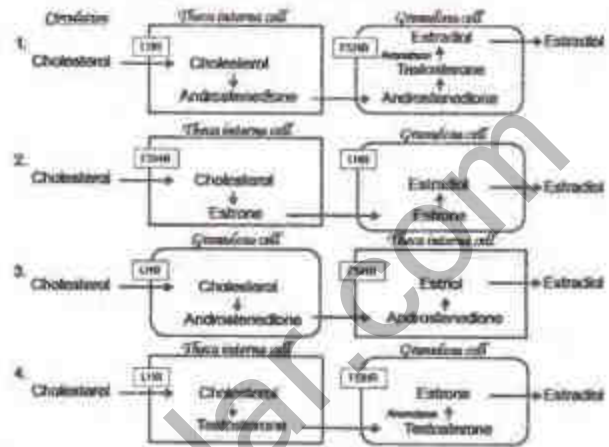 Circulation Theca interna cell Granulosa cell
1. LHR FSHR Estradiol → Estradiol
Cholesterol → Cholesterol Aromatase Testosterone
Androstenedione → Androstenedione
Theca interna cell Granulosa cell
2. FSHR LHR
Cholesterol → Cholesterol Estradiol → Estradiol
Estrone → Estrone
Granulosa cell Theca interna cell
3. LHR FSHR
Cholesterol → Cholesterol Estriol → Estradiol
Androstenedione → Androstenedione
Theca interna cell Granulosa cell
4. LHR FSHR
Cholesterol → Cholesterol Estrone → Estradiol
Aromatase
Testosterone → Testosterone